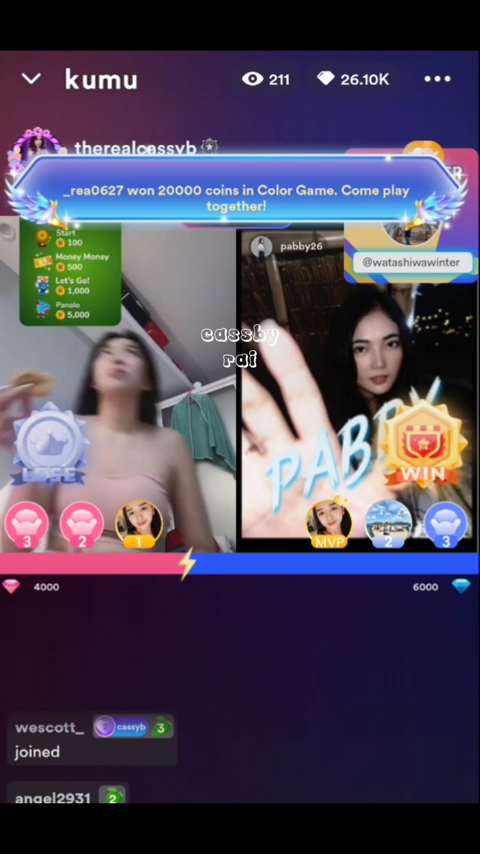 kumu
211
26.10K
therealcassyb
_rea0627 won 20000 coins in Color Game. Come play
together!
Start
100
Money Money
500
Let's Go!
1,000
Panalo
5,000
pabby26
@watashiwawinter
cassby
rai
PABBY
LOSE
WIN
3
2
1
MVP
2
3
4000
6000
wescott_ cassyb 3
joined
angel2931 2